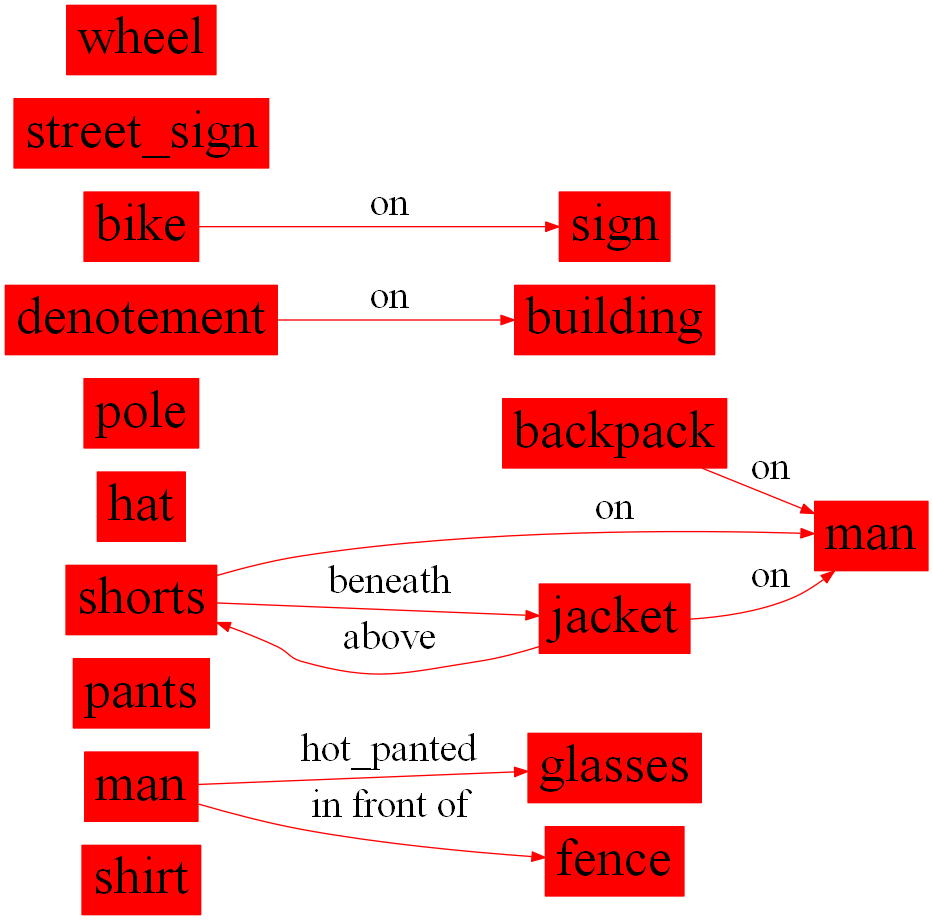 wheel
street_sign
bike on sign
denotement on building
pole
backpack on
hat on man
shorts beneath jacket on
above
pants
man hot_panted glasses
in front of fence
shirt